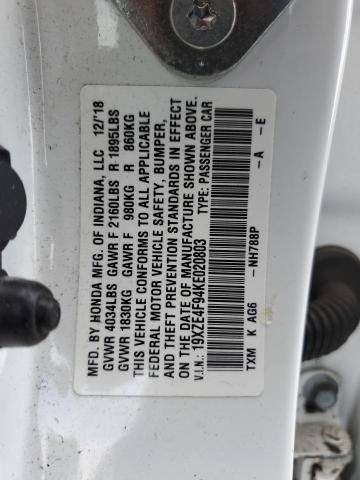 MFD. BY HONDA MFG. OF INDIANA, LLC 12/'18
GVWR 4034LBS GAWR F 2160LBS R 1895LBS
GVWR 1830KG GAWR F 980KG R 860KG
THIS VEHICLE CONFORMS TO ALL APPLICABLE
FEDERAL MOTOR VEHICLE SAFETY, BUMPER,
AND THEFT PREVENTION STANDARDS IN EFFECT
ON THE DATE OF MANUFACTURE SHOWN ABOVE.
V.I.N.: 19XZE4F94KE020803 TYPE: PASSENGER CAR
–NH788P –A –E
TXM K AG6